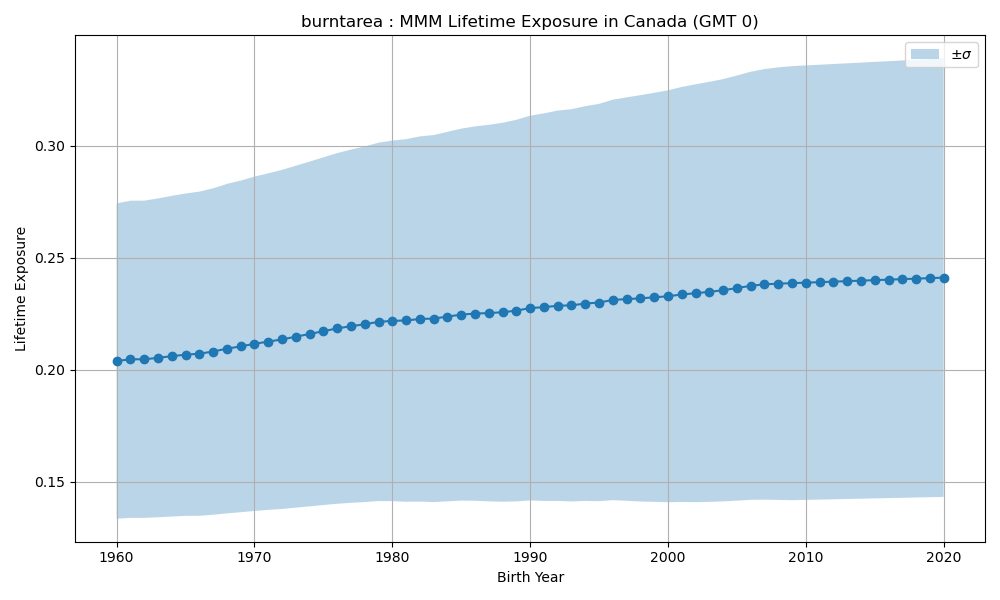 burntarea : MMM Lifetime Exposure in Canada (GMT 0)
±σ
Lifetime Exposure
0.30
0.25
0.20
0.15
1960 1970 1980 1990 2000 2010 2020
Birth Year